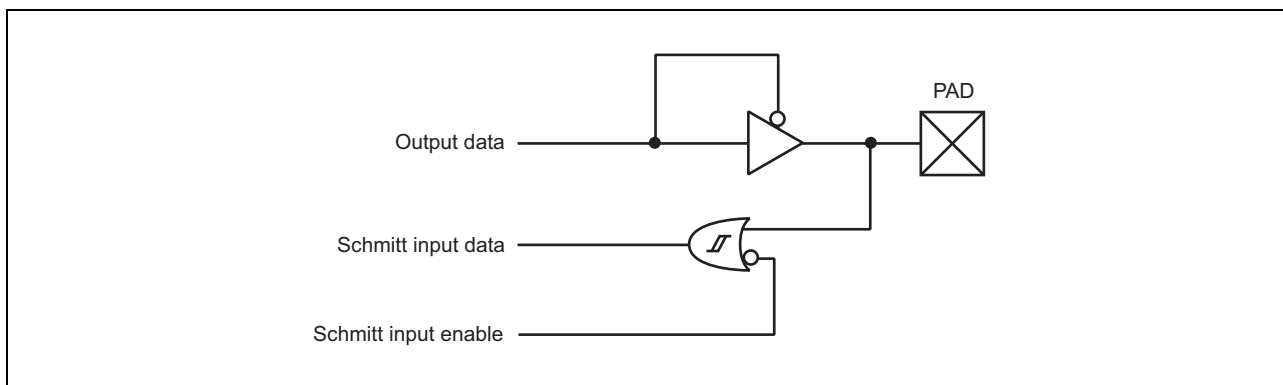 PAD
Output data
Schmitt input data
Schmitt input enable